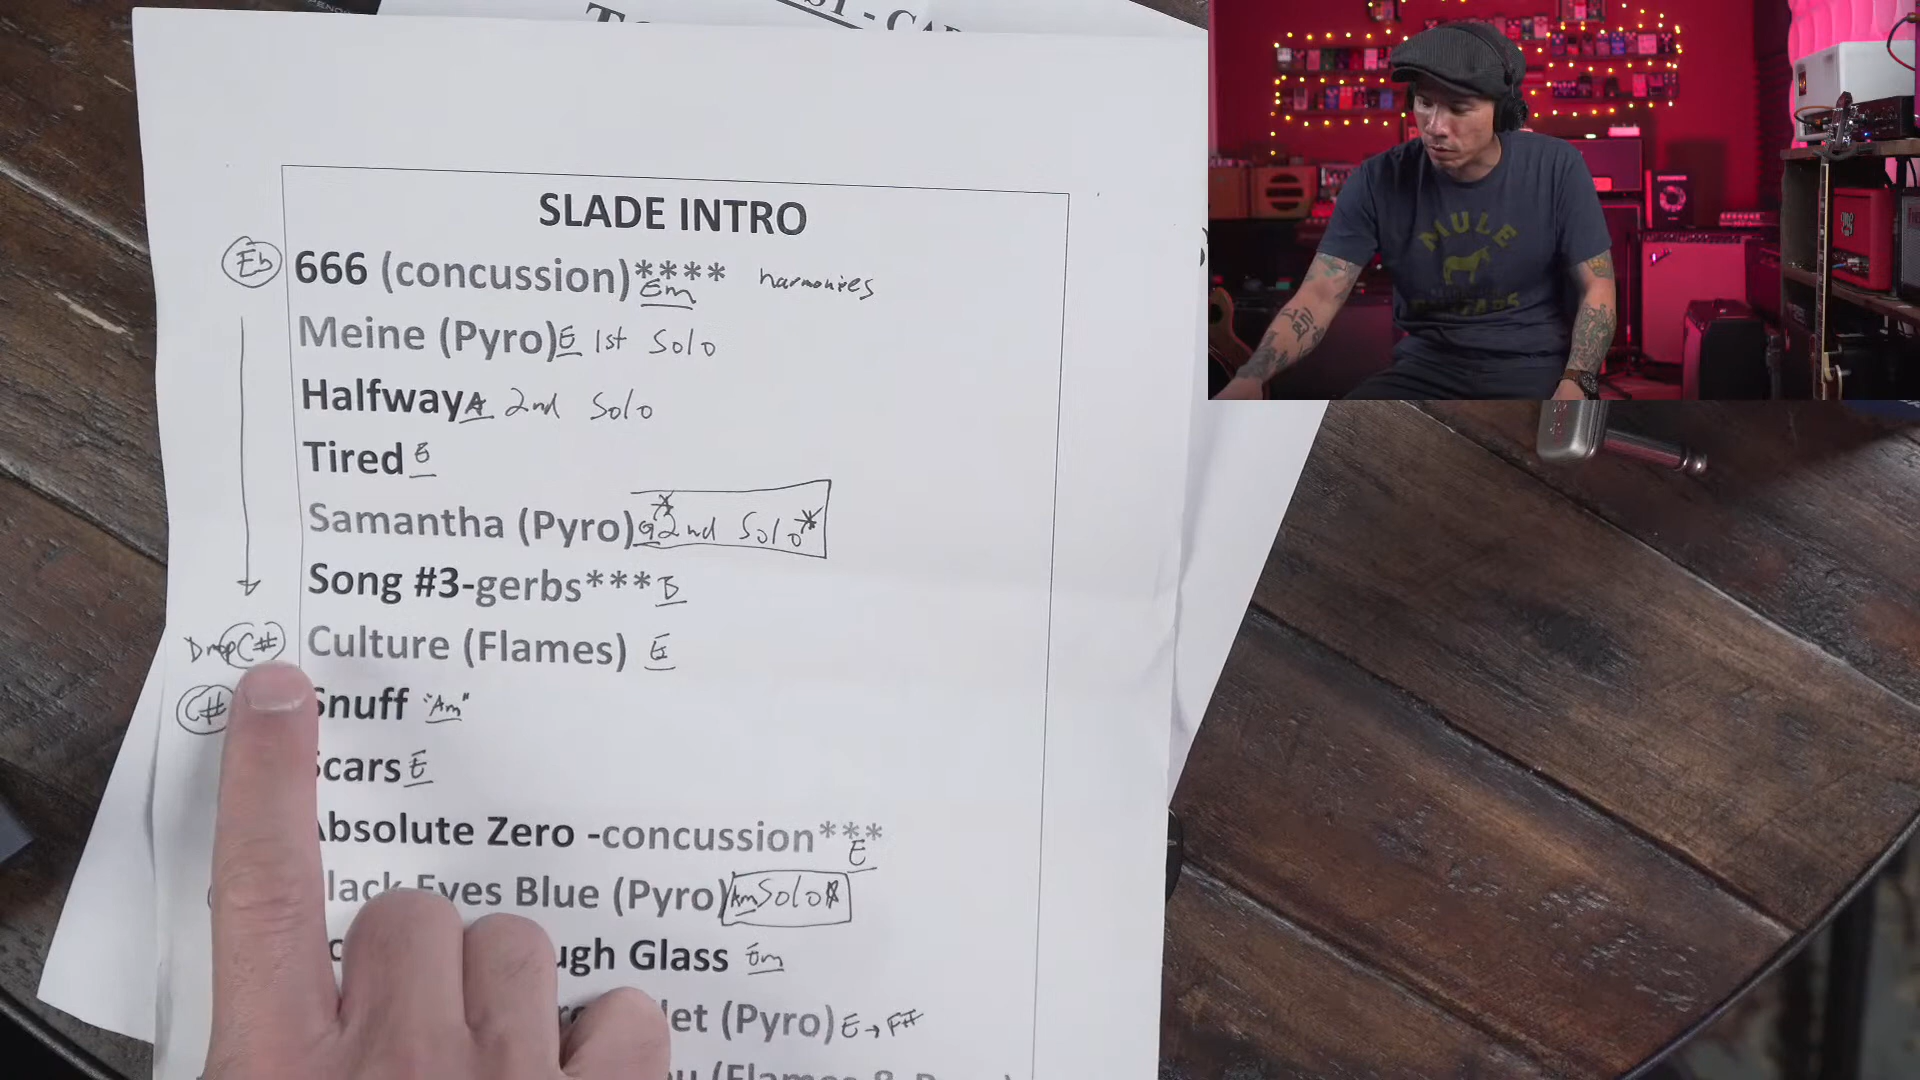 SLADE INTRO
Eb 666 (concussion)**** Em harmonies
Meine (Pyro) E 1st Solo
Halfway A 2nd Solo
Tired E
Samantha (Pyro) 2nd Solo*
Song #3-gerbs*** B
Drop C# Culture (Flames) E
C# Snuff "Am"
Scars E
Absolute Zero -concussion*** E
Black Eyes Blue (Pyro) Am Solo*
ugh Glass Em
let (Pyro) E → F#
(Flames &
MULE